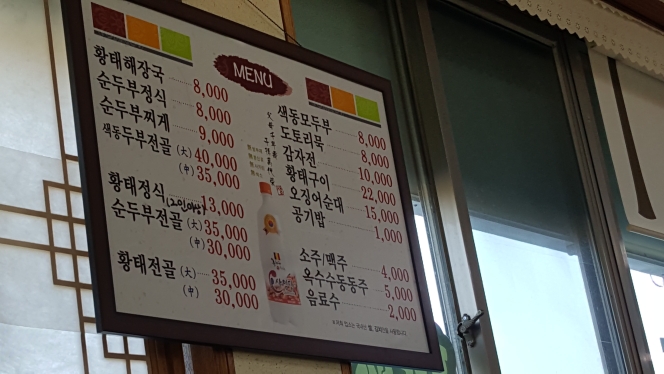 MENU
황태해장국 8,000
순두부정식 8,000
순두부찌게 9,000
색동두부전골 (大) 40,000
(中) 35,000
황태정식 (2인이상) 13,000
순두부전골 (大) 35,000
(中) 30,000
황태전골 (大) 35,000
(中) 30,000
색동모두부 8,000
도토리묵 8,000
감자전 10,000
황태구이 22,000
오징어순대 15,000
공기밥 1,000
소주/맥주 4,000
옥수수동동주 5,000
음료수 2,000